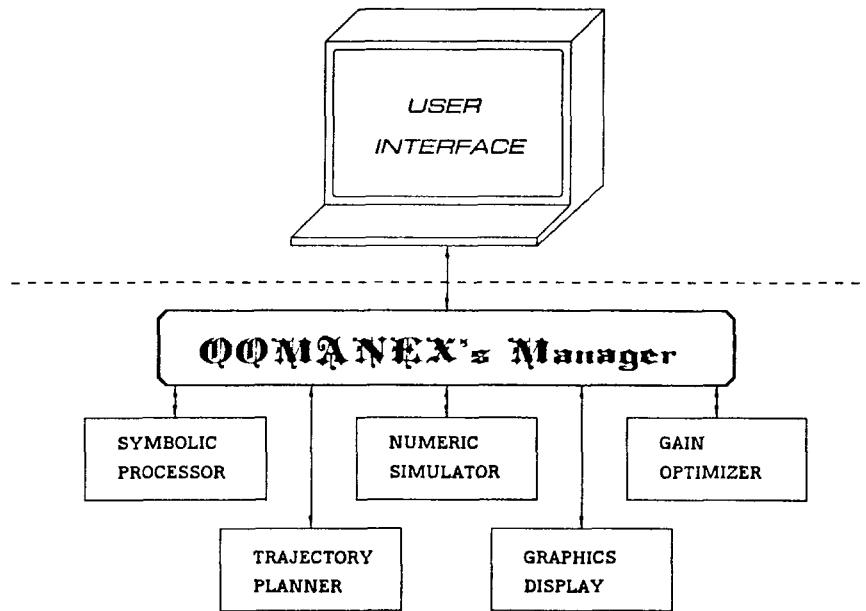 USER
INTERFACE
QQMANEX's Manager
SYMBOLIC
PROCESSOR
NUMERIC
SIMULATOR
GAIN
OPTIMIZER
TRAJECTORY
PLANNER
GRAPHICS
DISPLAY